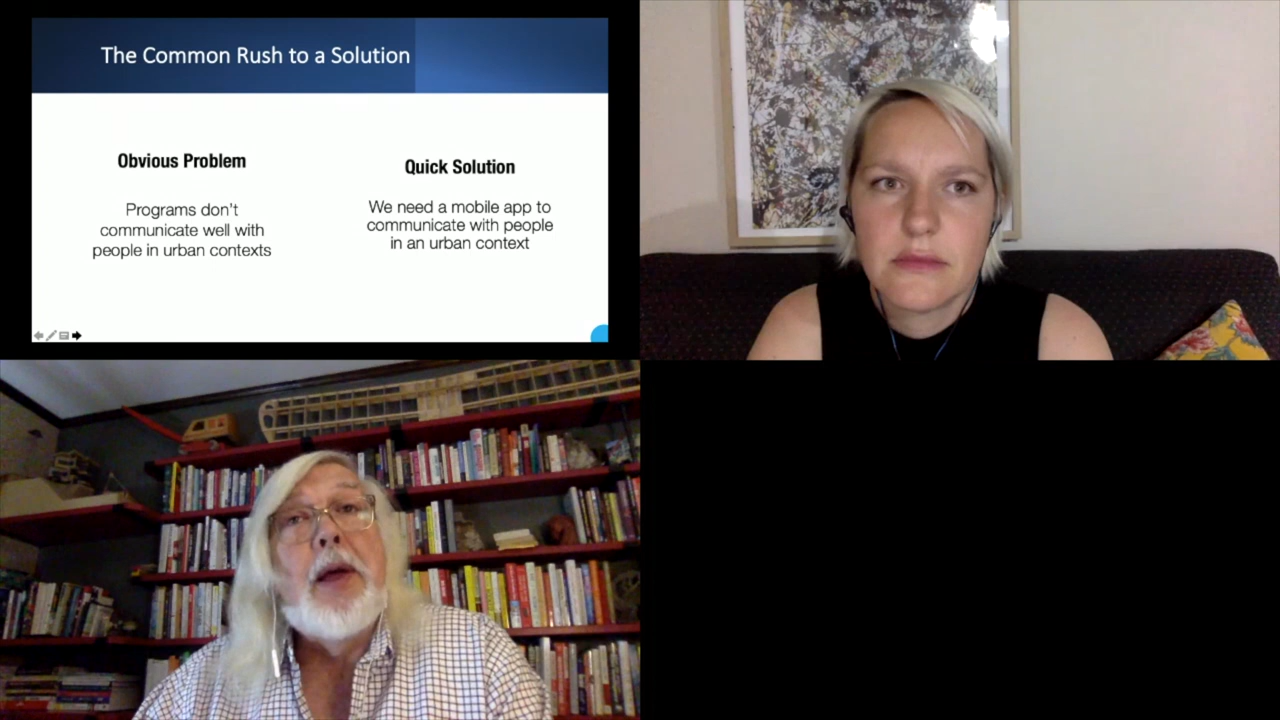 The Common Rush to a Solution
Obvious Problem
Programs don't
communicate well with
people in urban contexts
Quick Solution
We need a mobile app to
communicate with people
in an urban context